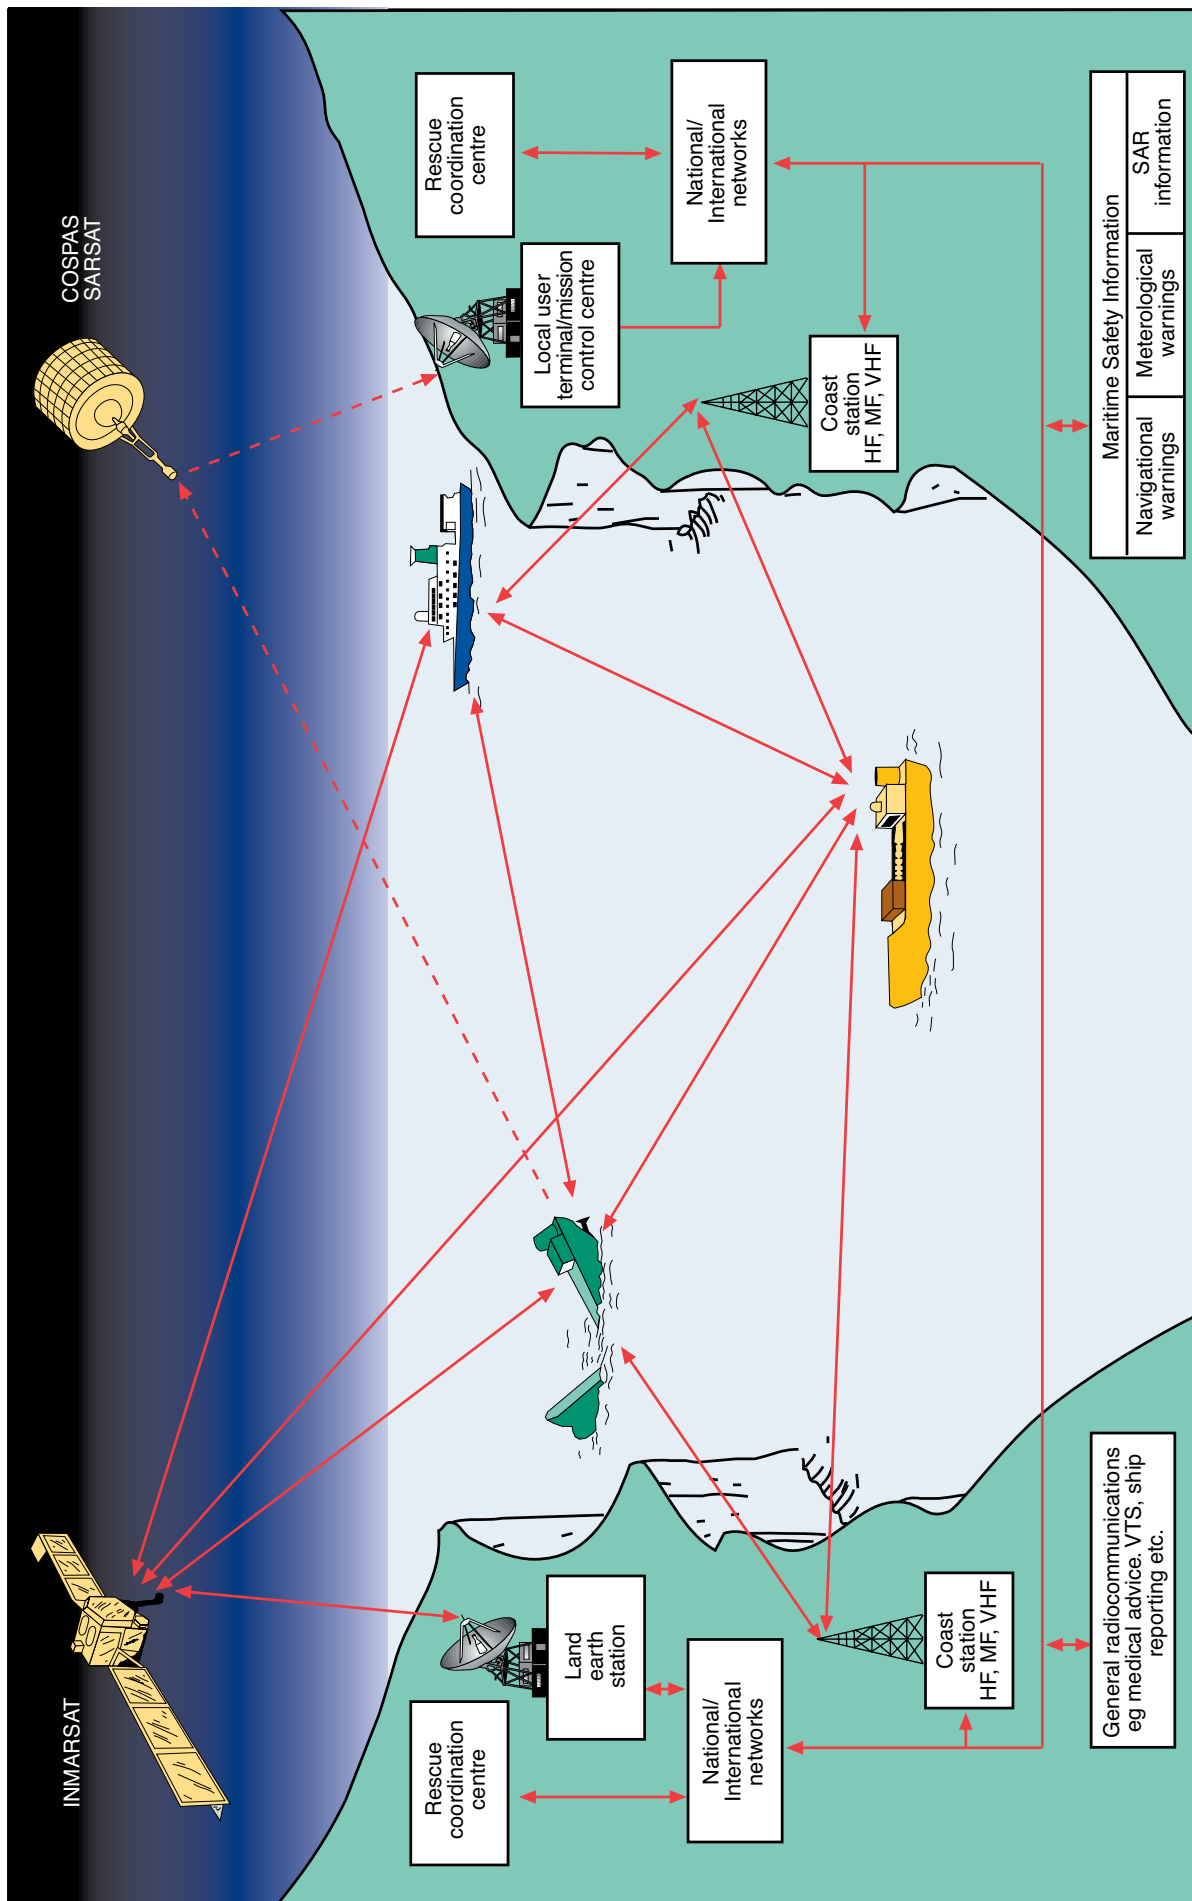 INMARSAT
COSPAS
SARSAT
Rescue
coordination
centre
Land
earth
station
National/
International
networks
Coast
station
HF, MF, VHF
General radiocommunications
eg medical advice. VTS, ship
reporting etc.
Rescue
coordination
centre
Local user
terminal/mission
control centre
National/
International
networks
Coast
station
HF, MF, VHF
Maritime Safety Information
Navigational
warnings
Meterological
warnings
SAR
information